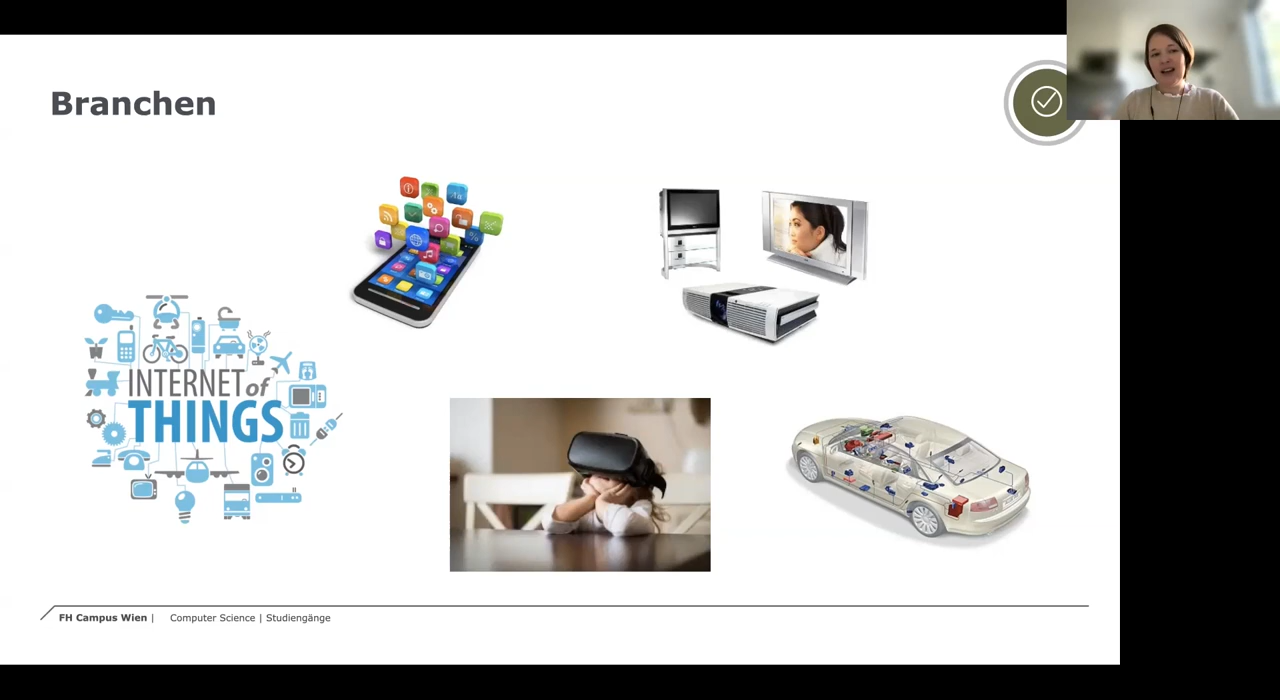 Branchen
INTERNET of
THINGS
FH Campus Wien | Computer Science | Studiengänge